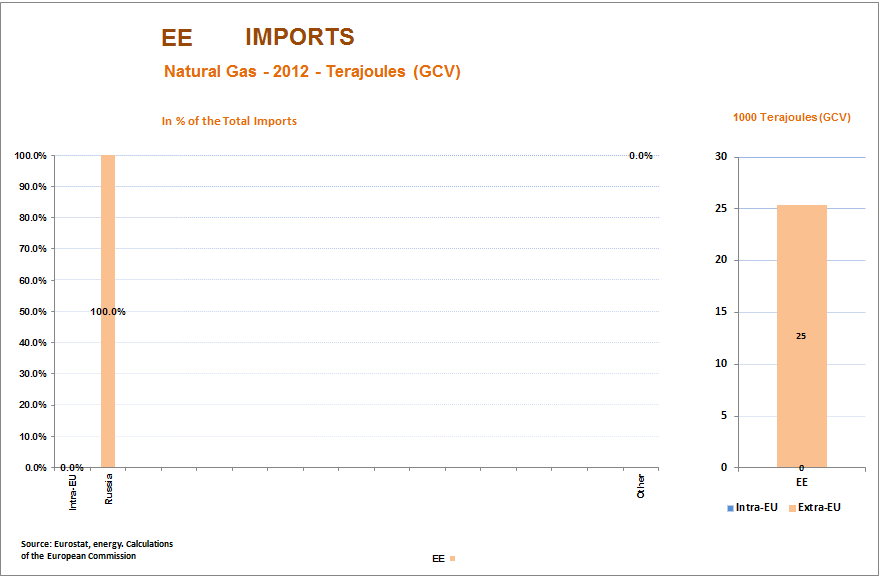 EE IMPORTS
Natural Gas - 2012 - Terajoules (GCV)
In % of the Total Imports
1000 Terajoules (GCV)
100.0%
90.0%
80.0%
70.0%
60.0%
50.0%
40.0%
30.0%
20.0%
10.0%
0.0%
0.0%
100.0%
0.0%
Intra-EU
Russia
Other
30
25
20
15
10
5
0
25
0
EE
Intra-EU Extra-EU
Source: Eurostat, energy. Calculations
of the European Commission
EE